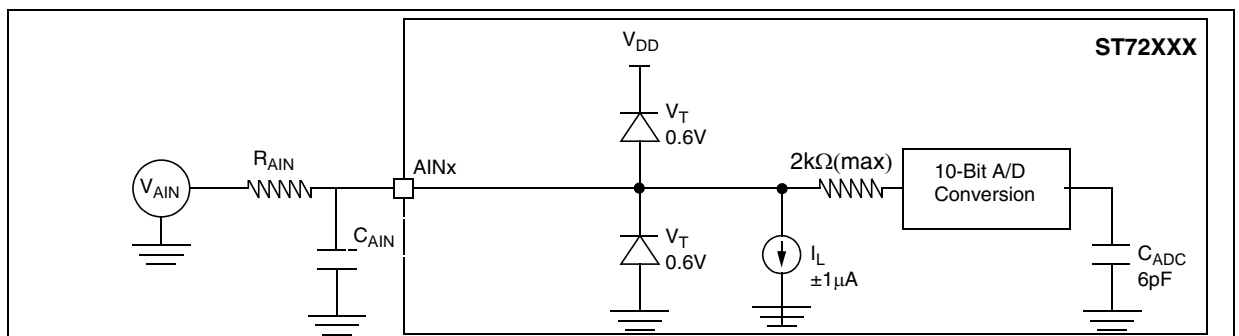 ST72XXX
V_DD
V_T
0.6V
R_AIN
AINx
2kΩ(max)
10-Bit A/D
Conversion
V_AIN
C_AIN
V_T
0.6V
I_L
±1μA
C_ADC
6pF